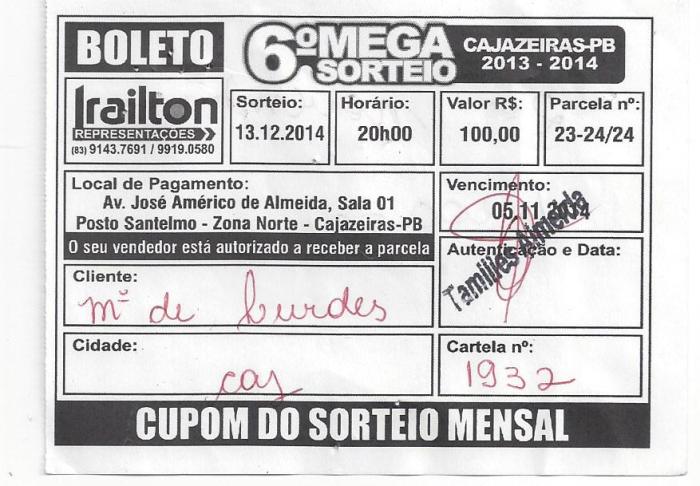 BOLETO
6º MEGA SORTEIO
CAJAZEIRAS-PB
2013 - 2014
Irailton
REPRESENTAÇÕES
(83) 9143.7691 / 9919.0580
Sorteio:
13.12.2014
Horário:
20h00
Valor R$:
100,00
Parcela nº:
23-24/24
Local de Pagamento:
Av. José Américo de Almeida, Sala 01
Posto Santelmo - Zona Norte - Cajazeiras-PB
O seu vendedor está autorizado a receber a parcela
Vencimento:
05.11.2014
Autenticação e Data:
Tamilles Almeida
Cliente:
Mª de Lurdes
Cidade:
caz
Cartela nº:
1932
CUPOM DO SORTEIO MENSAL